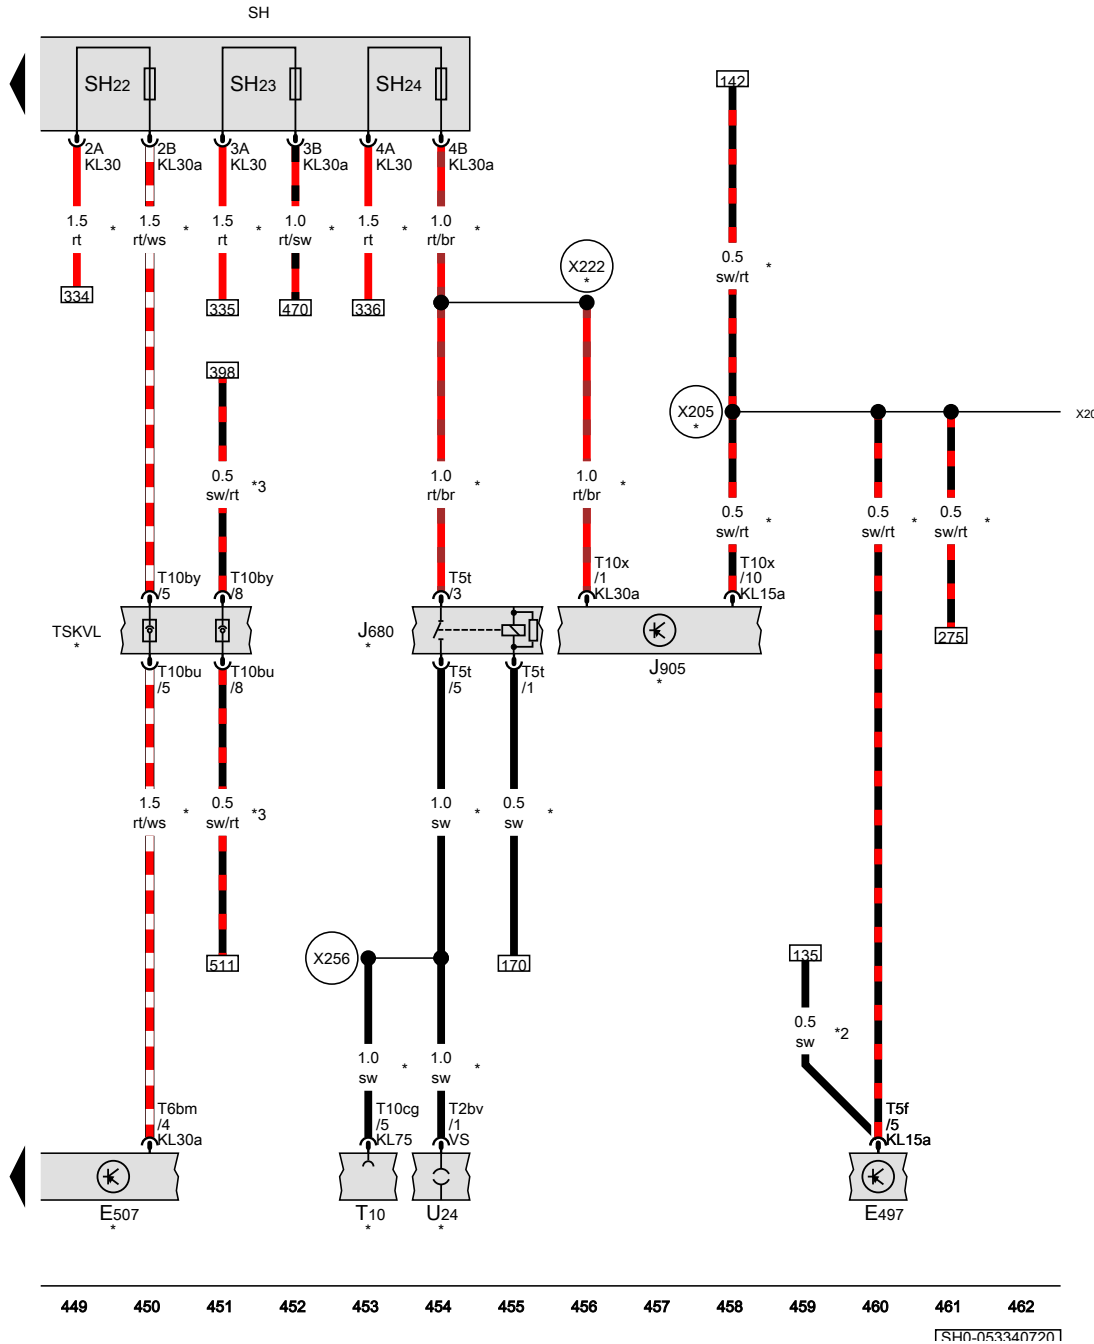 SH
SH22
SH23
SH24
142
2A
KL30
2B
KL30a
3A
KL30
3B
KL30a
4A
KL30
4B
KL30a
1.5
rt
*
1.5
rt/ws
*
1.5
rt
*
1.0
rt/sw
*
1.5
rt
*
1.0
rt/br
*
X222
*
0.5
sw/rt
*
334
335
470
336
398
X205
*
X20
0.5
sw/rt
*3
1.0
rt/br
*
1.0
rt/br
*
0.5
sw/rt
*
0.5
sw/rt
*
0.5
sw/rt
*
T10by
/5
T10by
/8
T5t
/3
T10x
/1
KL30a
T10x
/10
KL15a
TSKVL
*
J680
*
J905
*
275
T10bu
/5
T10bu
/8
T5t
/5
T5t
/1
1.5
rt/ws
*
0.5
sw/rt
*3
1.0
sw
*
0.5
sw
*
511
X256
170
135
0.5
sw
*2
1.0
sw
*
1.0
sw
*
T6bm
/4
KL30a
T10cg
/5
KL75
T2bv
/1
VS
T5f
/5
KL15a
E507
*
T10
*
U24
*
E497
449 450 451 452 453 454 455 456 457 458 459 460 461 462
SH0-053340720